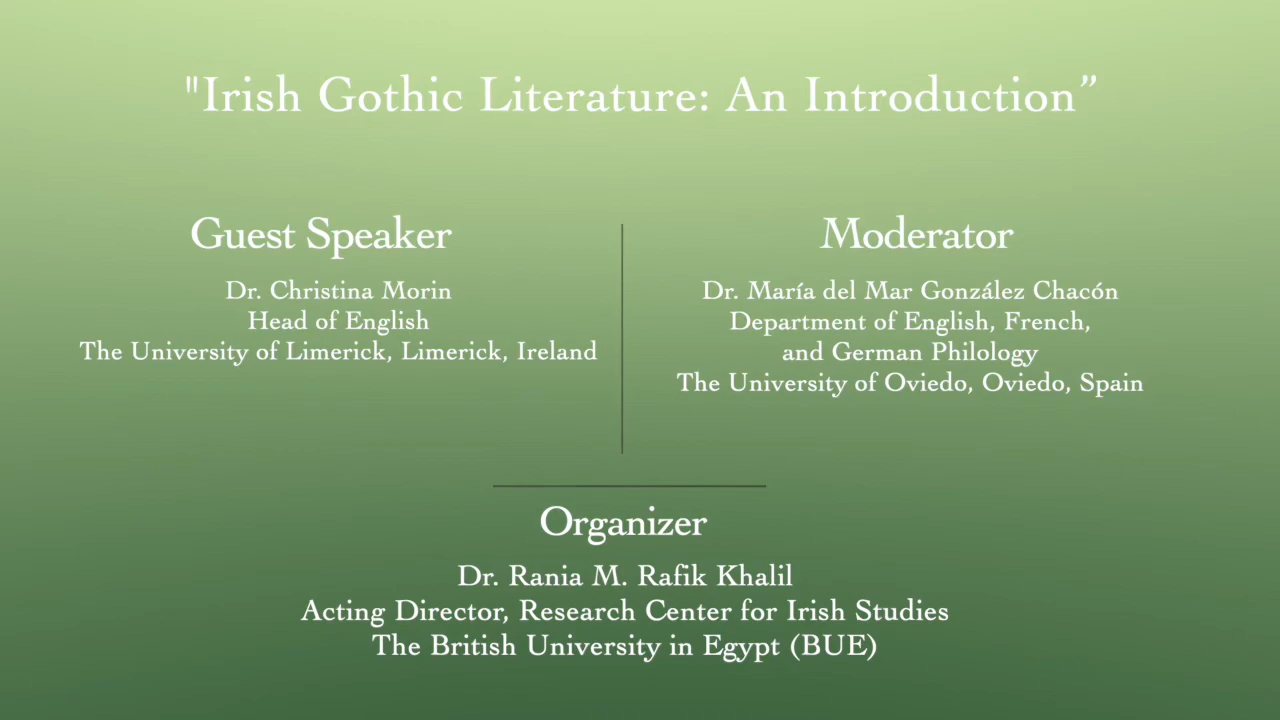 "Irish Gothic Literature: An Introduction”
Guest Speaker
Dr. Christina Morin
Head of English
The University of Limerick, Limerick, Ireland
Moderator
Dr. María del Mar González Chacón
Department of English, French,
and German Philology
The University of Oviedo, Oviedo, Spain
Organizer
Dr. Rania M. Rafik Khalil
Acting Director, Research Center for Irish Studies
The British University in Egypt (BUE)